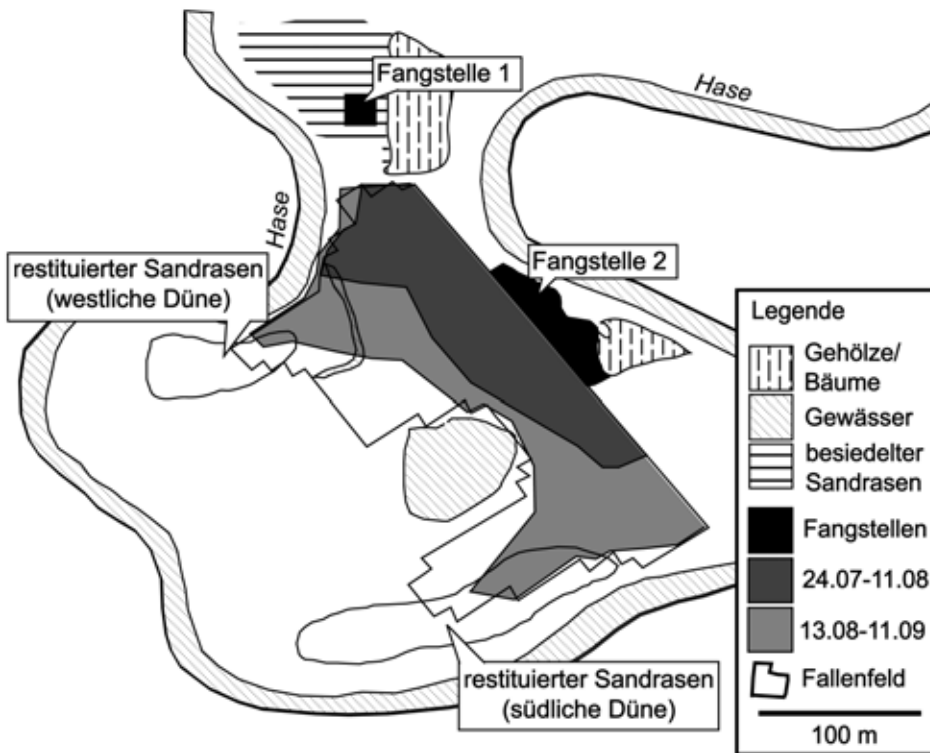 Fangstelle 1
Hase
Hase
restituierter Sandrasen
(westliche Düne)
Fangstelle 2
restituierter Sandrasen
(südliche Düne)
Legende
Gehölze/
Bäume
Gewässer
besiedelter
Sandrasen
Fangstellen
24.07-11.08
13.08-11.09
Fallenfeld
100 m